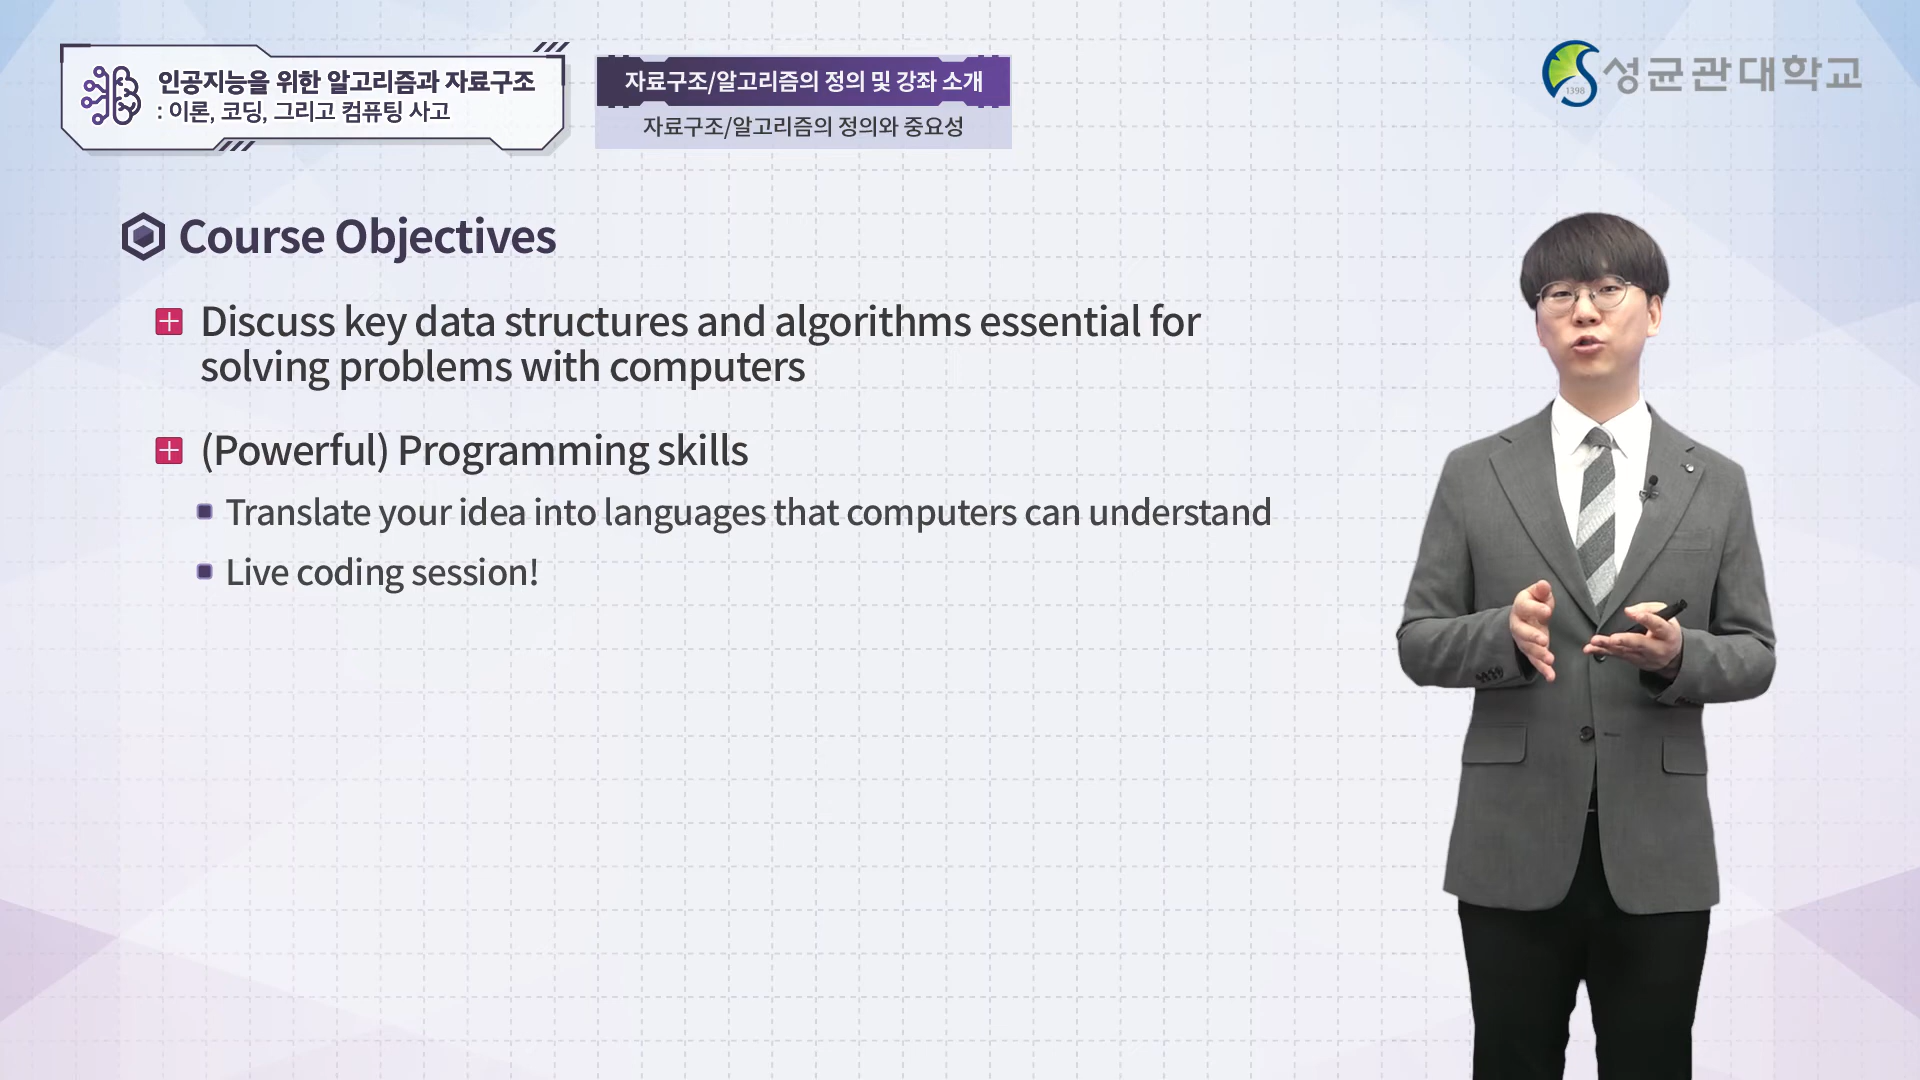 인공지능을 위한 알고리즘과 자료구조
: 이론, 코딩, 그리고 컴퓨팅 사고
자료구조/알고리즘의 정의 및 강좌 소개
자료구조/알고리즘의 정의와 중요성
1398
성균관대학교
Course Objectives
Discuss key data structures and algorithms essential for
solving problems with computers
(Powerful) Programming skills
Translate your idea into languages that computers can understand
Live coding session!